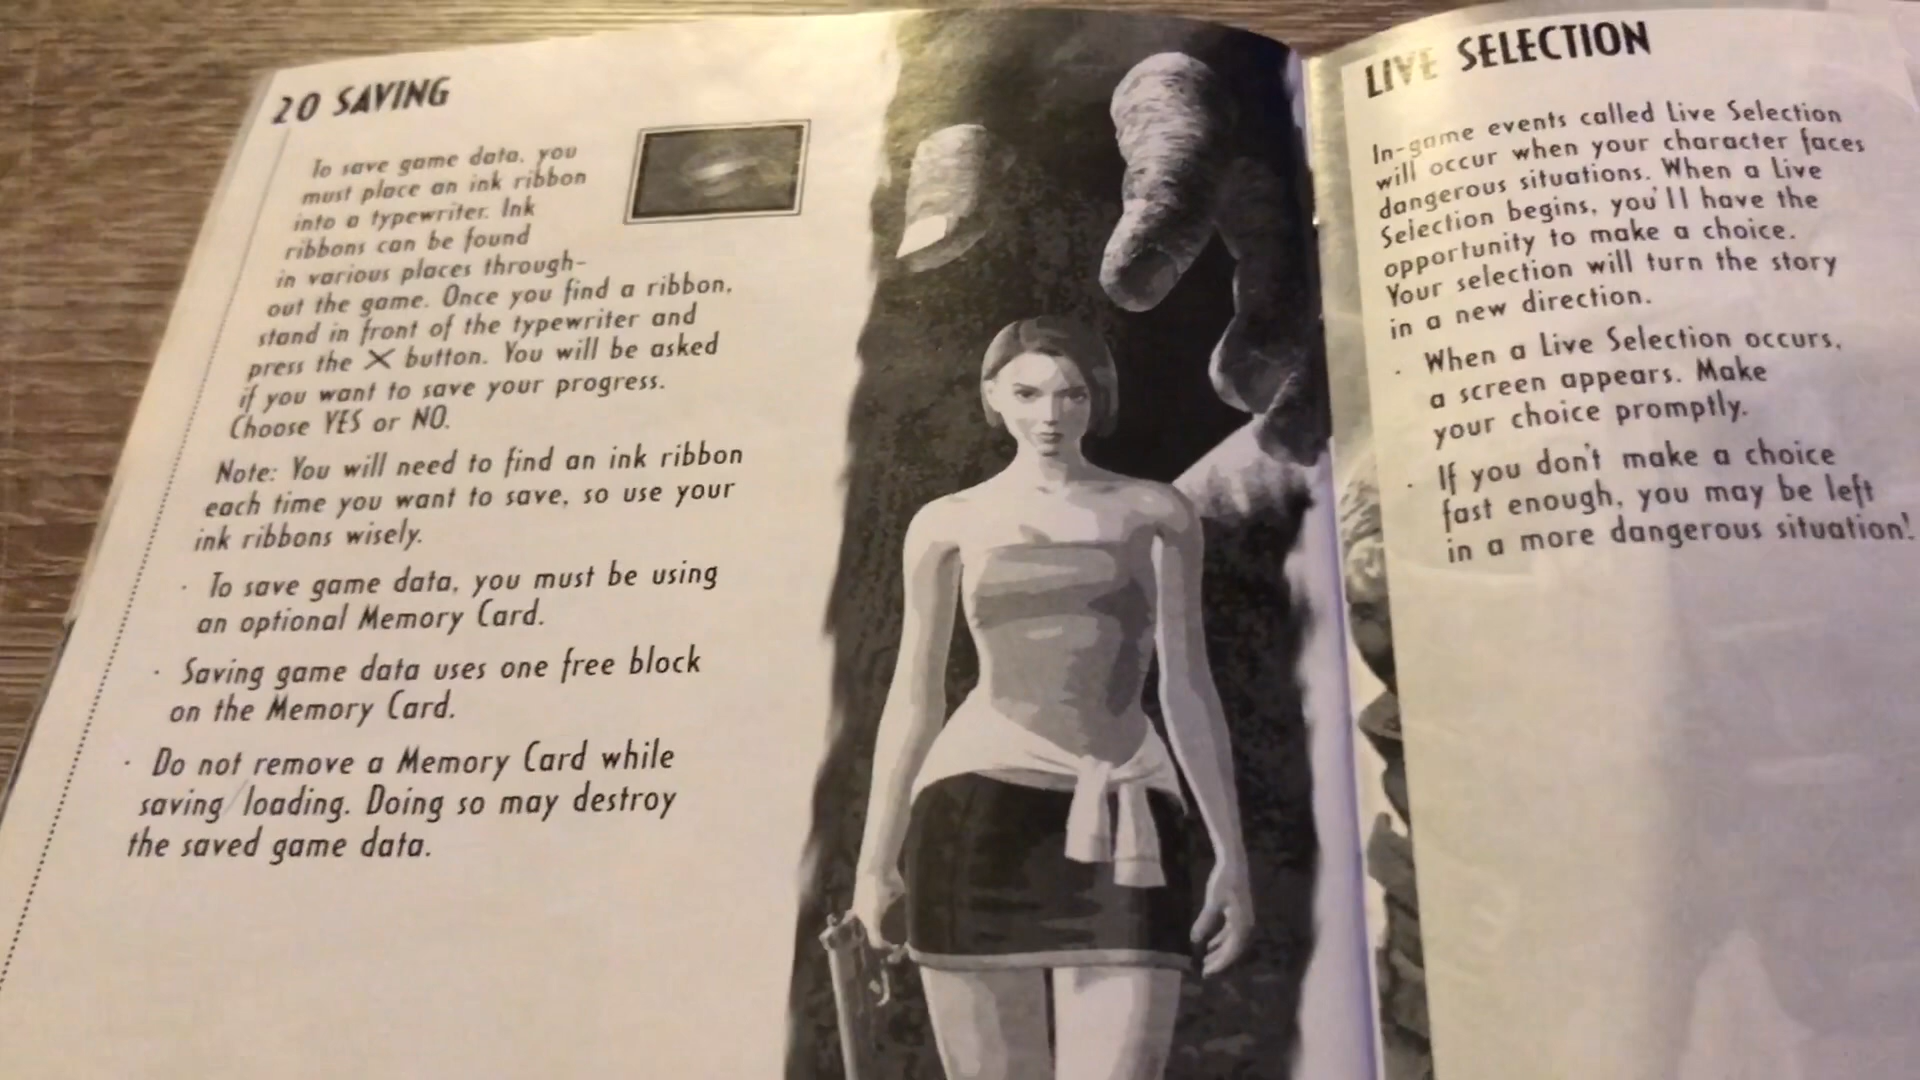 20 SAVING
To save game data, you
must place an ink ribbon
into a typewriter. Ink
ribbons can be found
in various places through-
out the game. Once you find a ribbon,
stand in front of the typewriter and
press the X button. You will be asked
if you want to save your progress.
Choose YES or NO.
Note: You will need to find an ink ribbon
each time you want to save, so use your
ink ribbons wisely.
· To save game data, you must be using
an optional Memory Card.
· Saving game data uses one free block
on the Memory Card.
· Do not remove a Memory Card while
saving/loading. Doing so may destroy
the saved game data.
LIVE SELECTION
In-game events called Live Selection
will occur when your character faces
dangerous situations. When a Live
Selection begins, you'll have the
opportunity to make a choice.
Your selection will turn the story
in a new direction.
· When a Live Selection occurs,
a screen appears. Make
your choice promptly.
· If you don't make a choice
fast enough, you may be left
in a more dangerous situation!